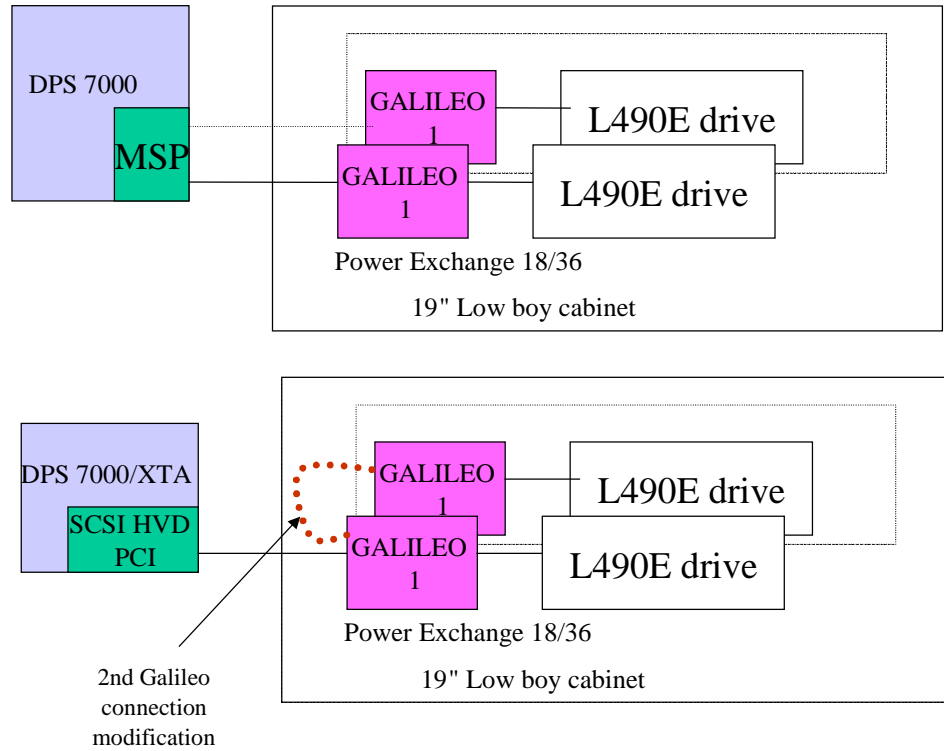 DPS 7000
MSP
GALILEO
1
L490E drive
GALILEO
1
L490E drive
Power Exchange 18/36
19" Low boy cabinet
DPS 7000/XTA
SCSI HVD
PCI
GALILEO
1
L490E drive
GALILEO
1
L490E drive
Power Exchange 18/36
19" Low boy cabinet
2nd Galileo
connection
modification